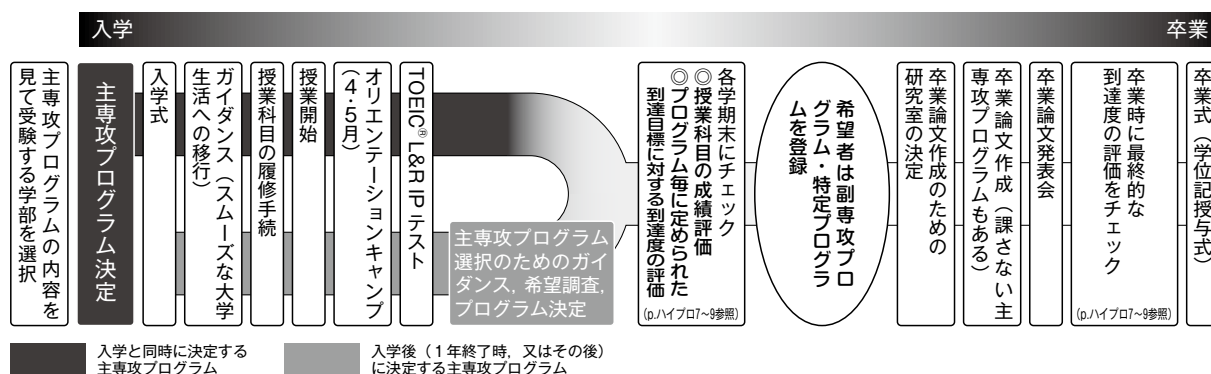 入学
卒業
主専攻プログラムの内容を
見て受験する学部を選択
主専攻プログラム決定
入学式
ガイダンス（スムーズな大学
生活への移行）
授業科目の履修手続
授業開始
オリエンテーションキャンプ
（4・5月）
TOEIC® L&R IP テスト
主専攻プログラム
選択のためのガイ
ダンス，希望調査，
プログラム決定
各学期末にチェック
◎授業科目の成績評価
◎プログラム毎に定められた
到達目標に対する到達度の評価
（p.ハイプロ7〜9参照）
希望者は副専攻プロ
グラム・特定プログラ
ムを登録
卒業論文作成のための
研究室の決定
卒業論文作成（課さない主
専攻プログラムもある）
卒業論文発表会
卒業時に最終的な
到達度の評価をチェック
（p.ハイプロ7〜9参照）
卒業式（学位記授与式）
入学と同時に決定する
主専攻プログラム
入学後（1年終了時，又はその後）
に決定する主専攻プログラム